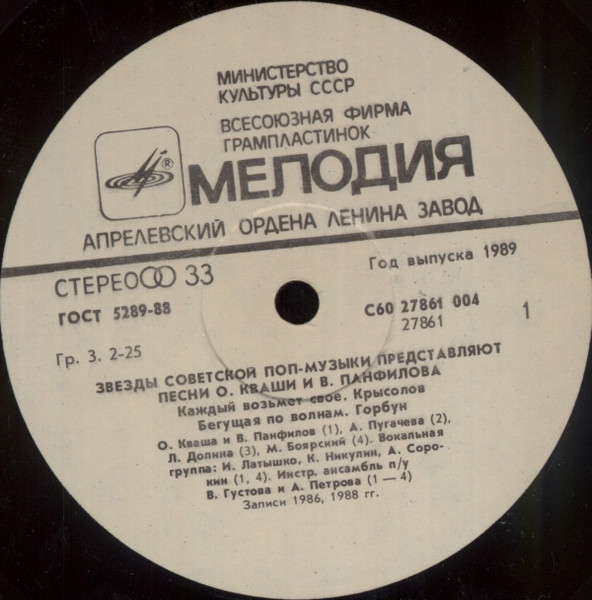 МИНИСТЕРСТВО
КУЛЬТУРЫ СССР
ВСЕСОЮЗНАЯ ФИРМА
ГРАМПЛАСТИНОК
® МЕЛОДИЯ
АПРЕЛЕВСКИЙ ОРДЕНА ЛЕНИНА ЗАВОД
СТЕРЕО 33
Год выпуска 1989
ГОСТ 5289-88
С60 27861 004
27861
1
Гр. 3. 2-25
ЗВЕЗДЫ СОВЕТСКОЙ ПОП-МУЗЫКИ ПРЕДСТАВЛЯЮТ
ПЕСНИ О. КВАШИ И В. ПАНФИЛОВА
Каждый возьмет свое. Крысолов
Бегущая по волнам. Горбун
О. Кваша и В. Панфилов (1), А. Пугачева (2),
Л. Долина (3), М. Боярский (4). Вокальная
группа: И. Латышко, К. Никулин, А. Соро-
кин (1, 4). Инстр. ансамбль п/у
В. Густова и А. Петрова (1 — 4)
Записи 1986, 1988 гг.